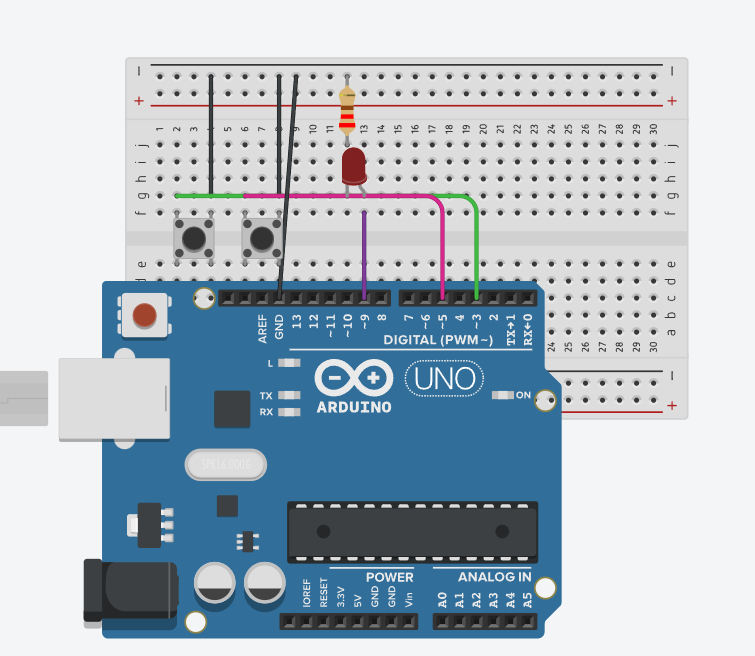 − −
+ +
1 2 3 4 5 6 7 8 9 10 11 12 13 14 15 16 17 18 19 20 21 22 23 24 25 26 27 28 29 30
j j
i i
h h
g g
f f
e e
d d
c
b
a
24 25 26 27 28 29 30
−
+
AREF GND 13 12 ~11 ~10 ~9 8 7 ~6 ~5 4 ~3 2 TX→1 RX←0
DIGITAL (PWM ~)
L
TX
RX
ARDUINO
UNO
ON
SPK16.000G
POWER ANALOG IN
IOREF RESET 3.3V 5V GND GND Vin A0 A1 A2 A3 A4 A5